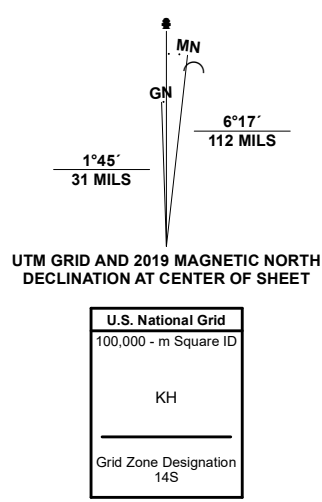 MN
GN
6°17´
112 MILS
1°45´
31 MILS
UTM GRID AND 2019 MAGNETIC NORTH
DECLINATION AT CENTER OF SHEET
U.S. National Grid
100,000 - m Square ID
KH
Grid Zone Designation
14S